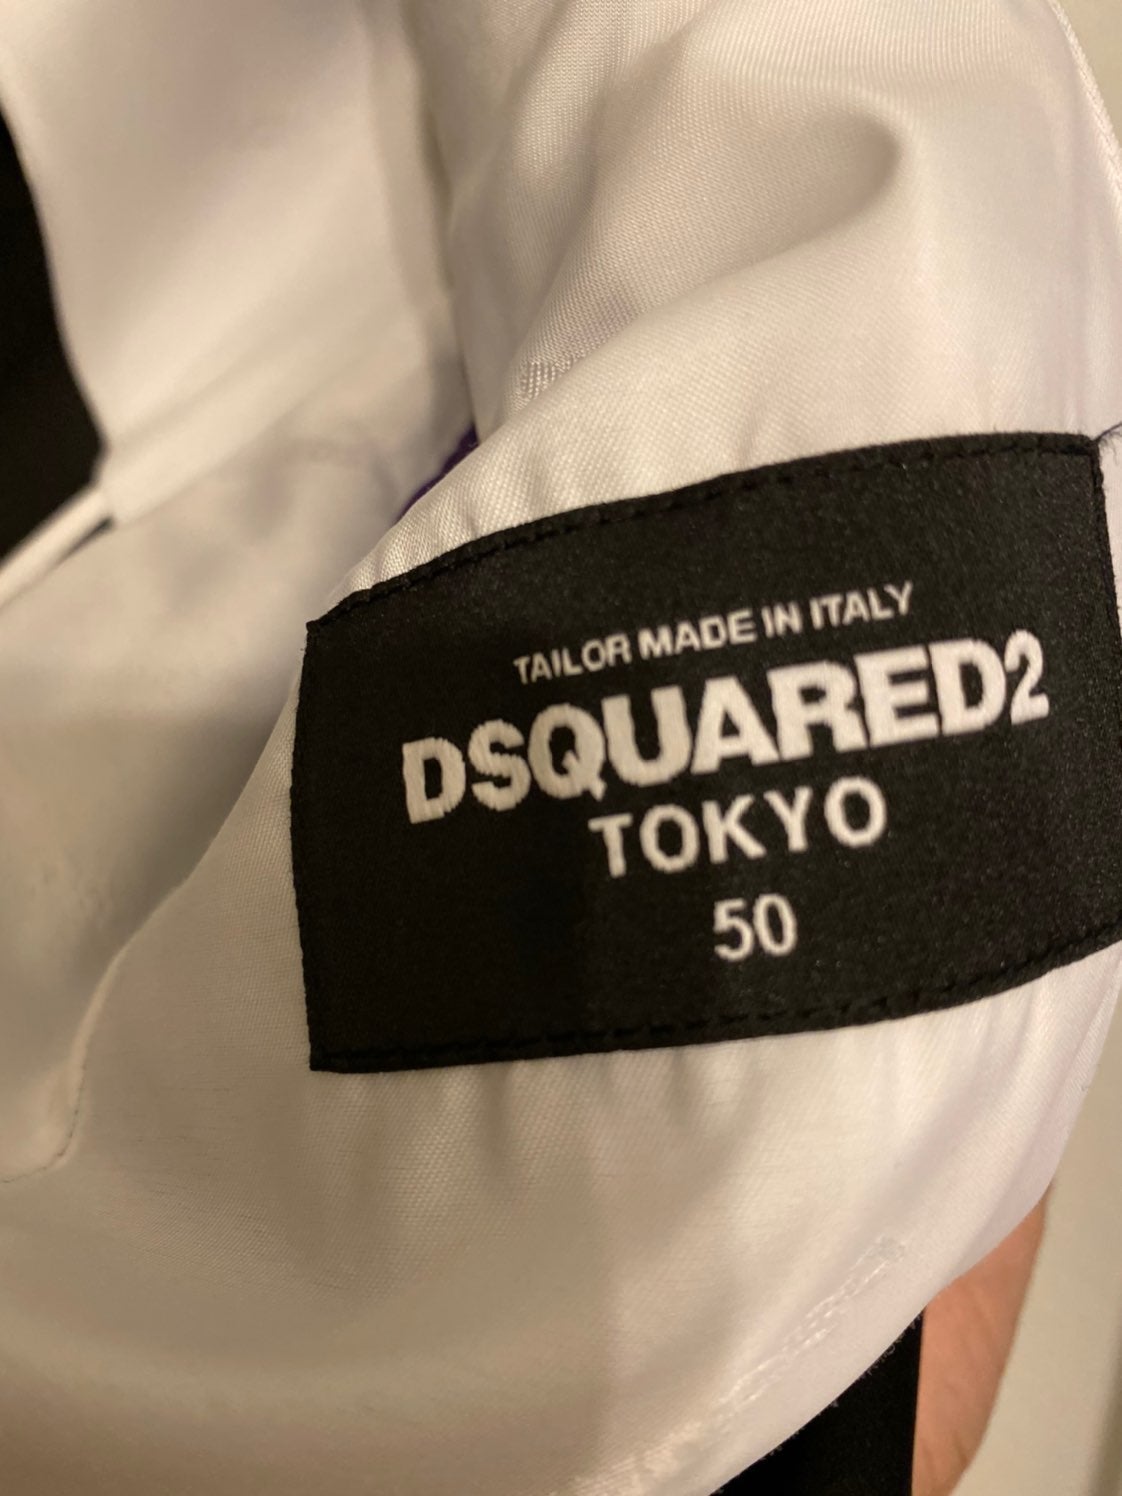 TAILOR MADE IN ITALY
DSQUARED2
TOKYO
50